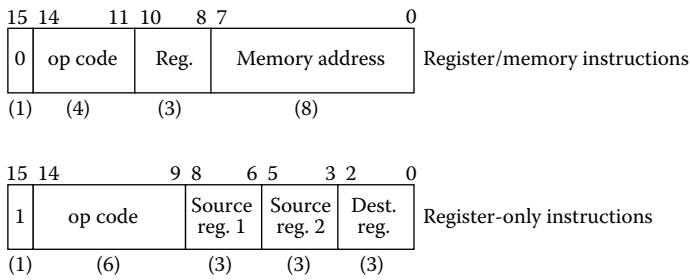 15 14 11 10 8 7 0
0 op code Reg. Memory address Register/memory instructions
(1) (4) (3) (8)
15 14 9 8 6 5 3 2 0
1 op code Source reg. 1 Source reg. 2 Dest. reg. Register-only instructions
(1) (6) (3) (3) (3)